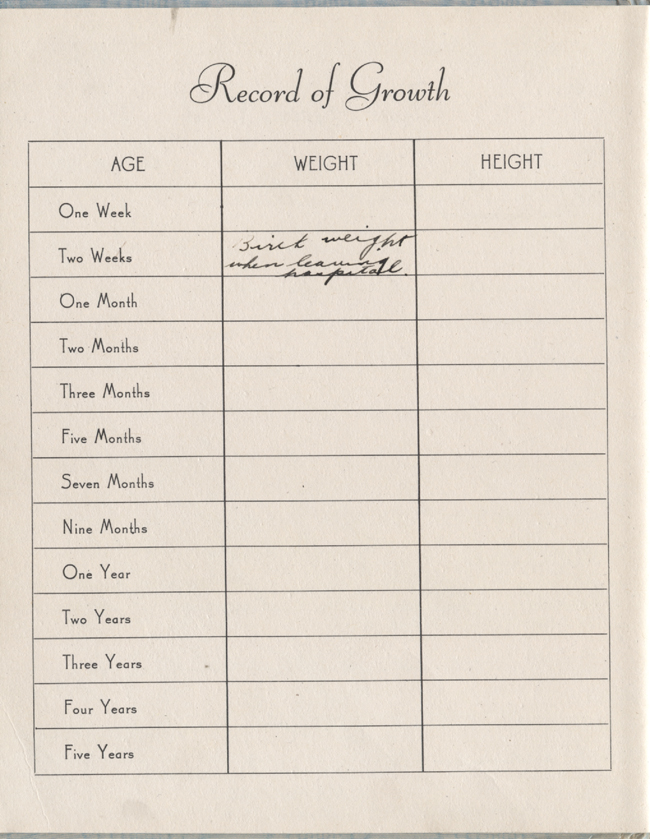 Record of Growth
AGE WEIGHT HEIGHT
One Week
Two Weeks Birth weight
when leaving
hospital.
One Month
Two Months
Three Months
Five Months
Seven Months
Nine Months
One Year
Two Years
Three Years
Four Years
Five Years